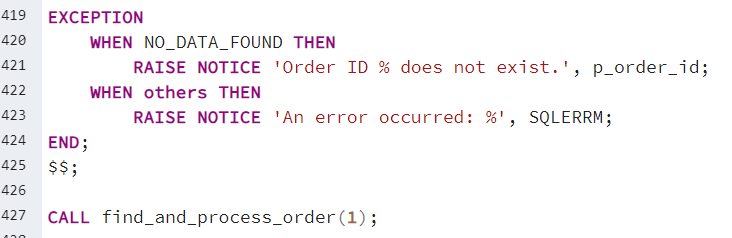 419 EXCEPTION
420     WHEN NO_DATA_FOUND THEN
421         RAISE NOTICE 'Order ID % does not exist.', p_order_id;
422     WHEN others THEN
423         RAISE NOTICE 'An error occurred: %', SQLERRM;
424 END;
425 $$;
426
427 CALL find_and_process_order(1);